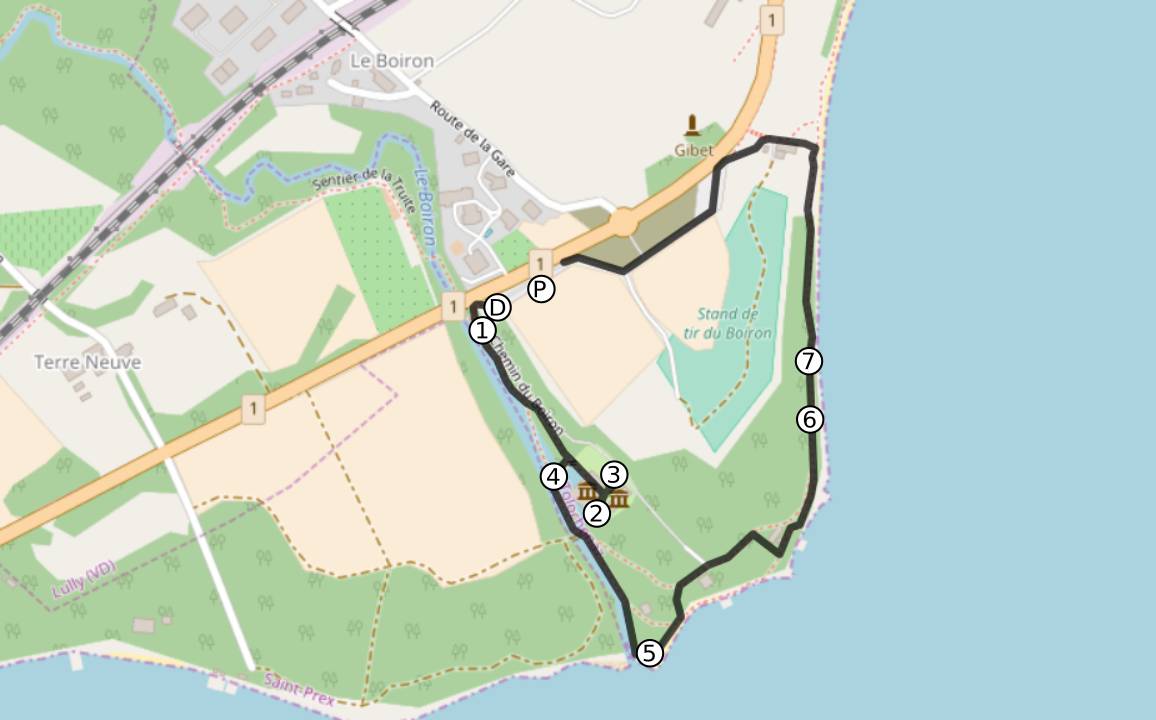 1
Le Boiron
Route de la Gare
Gibet
Sentier de la Truite
Le Boiron
1
P
1
D
1
Stand de
tir du Boiron
Chemin du Boiron
Terre Neuve
7
1
6
4
3
2
Lully (VD)
5
Saint-Prex